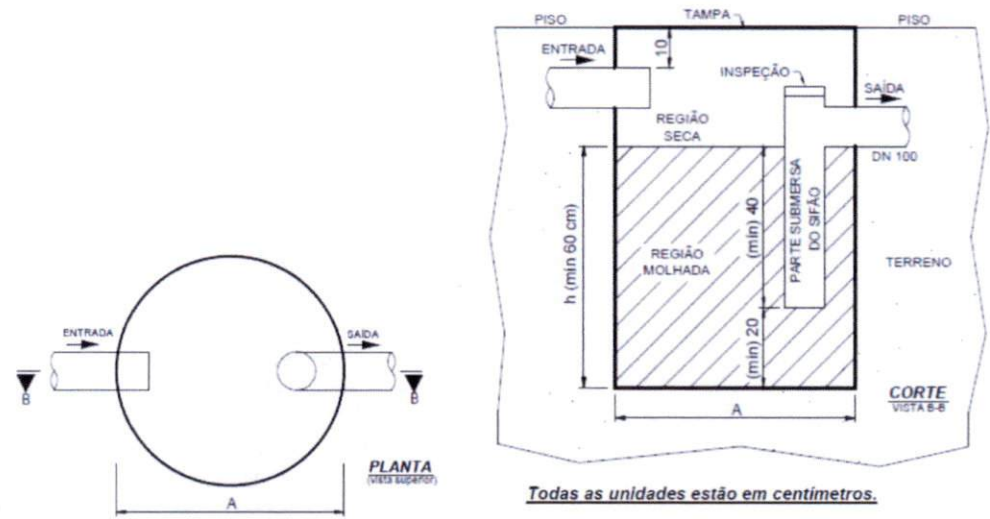 PISO
TAMPA
PISO
ENTRADA
10
INSPEÇÃO
SAÍDA
REGIÃO
SECA
DN 100
h (min 60 cm)
(min) 40
PARTE SUBMERSA
DO SIFÃO
REGIÃO
MOLHADA
TERRENO
(min) 20
A
CORTE
VISTA B-B
ENTRADA
SAÍDA
B
B
PLANTA
(vista superior)
A
Todas as unidades estão em centímetros.